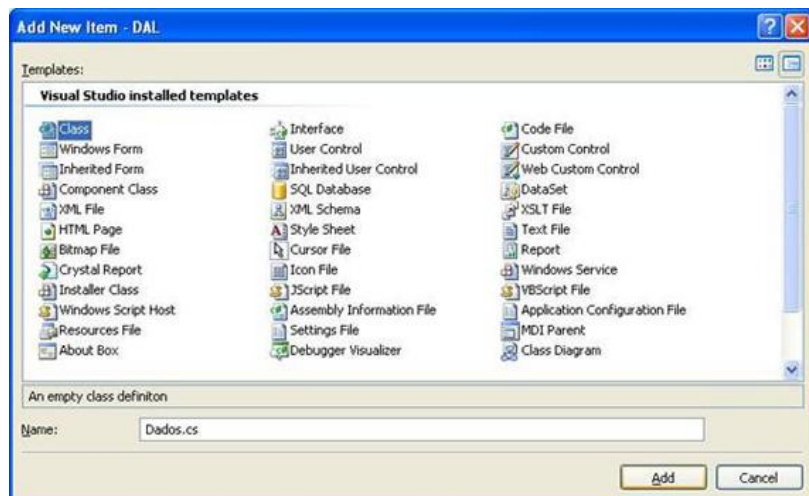 Add New Item - DAL
Templates:
Visual Studio installed templates
Class Interface Code File
Windows Form User Control Custom Control
Inherited Form Inherited User Control Web Custom Control
Component Class SQL Database DataSet
XML File XML Schema XSLT File
HTML Page Style Sheet Text File
Bitmap File Cursor File Report
Crystal Report Icon File Windows Service
Installer Class JScript File VBScript File
Windows Script Host Assembly Information File Application Configuration File
Resources File Settings File MDI Parent
About Box Debugger Visualizer Class Diagram
An empty class definiton
Name: Dados.cs
Add Cancel